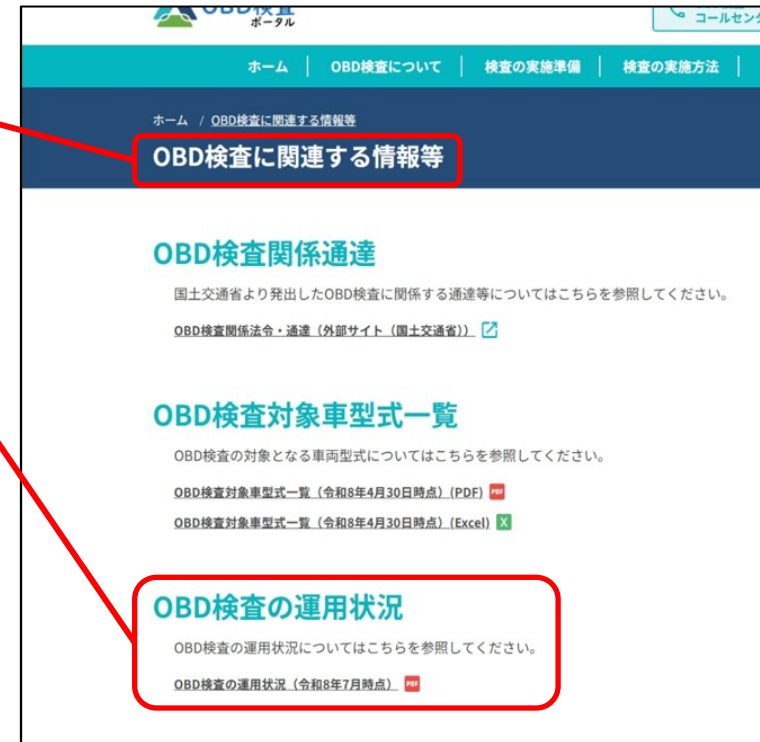 OBD検査
ポータル
コールセンタ
ホーム | OBD検査について | 検査の実施準備 | 検査の実施方法 |
ホーム / OBD検査に関連する情報等
OBD検査に関連する情報等
OBD検査関係通達
国土交通省より発出したOBD検査に関係する通達等についてはこちらを参照してください。
OBD検査関係法令・通達（外部サイト（国土交通省））
OBD検査対象車型式一覧
OBD検査の対象となる車両型式についてはこちらを参照してください。
OBD検査対象車型式一覧（令和8年4月30日時点）(PDF) PDF
OBD検査対象車型式一覧（令和8年4月30日時点）(Excel) X
OBD検査の運用状況
OBD検査の運用状況についてはこちらを参照してください。
OBD検査の運用状況（令和8年7月時点） PDF